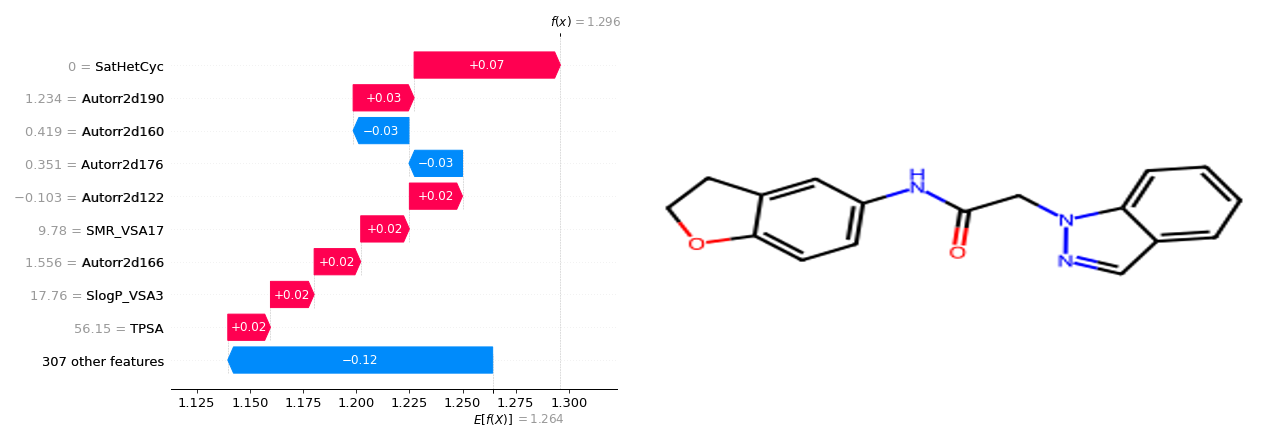 f(x) = 1.296
0 = SatHetCyc +0.07
1.234 = Autorr2d190 +0.03
0.419 = Autorr2d160 −0.03
0.351 = Autorr2d176 −0.03
−0.103 = Autorr2d122 +0.02
9.78 = SMR_VSA17 +0.02
1.556 = Autorr2d166 +0.02
17.76 = SlogP_VSA3 +0.02
56.15 = TPSA +0.02
307 other features −0.12
1.125 1.150 1.175 1.200 1.225 1.250 1.275 1.300
E[f(X)] = 1.264
H
N
O
O
N
N